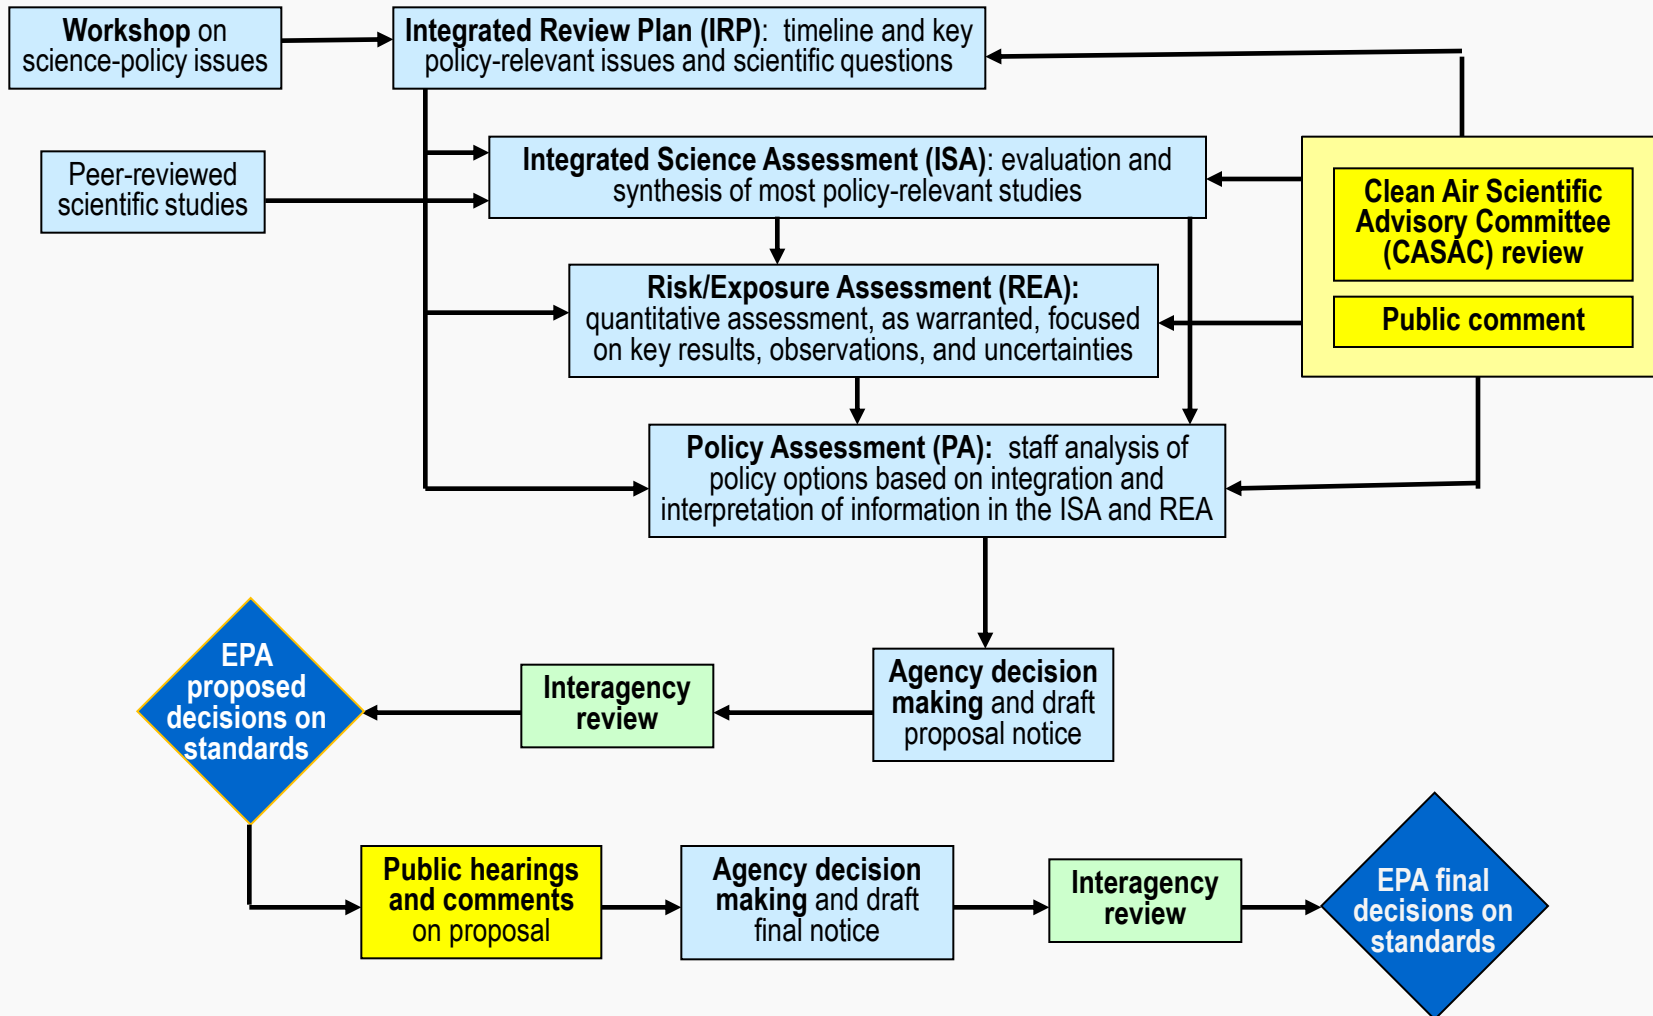 Workshop on
science-policy issues
Integrated Review Plan (IRP): timeline and key
policy-relevant issues and scientific questions
Peer-reviewed
scientific studies
Integrated Science Assessment (ISA): evaluation and
synthesis of most policy-relevant studies
Clean Air Scientific
Advisory Committee
(CASAC) review
Public comment
Risk/Exposure Assessment (REA):
quantitative assessment, as warranted, focused
on key results, observations, and uncertainties
Policy Assessment (PA): staff analysis of
policy options based on integration and
interpretation of information in the ISA and REA
Agency decision
making and draft
proposal notice
Interagency
review
EPA
proposed
decisions on
standards
Public hearings
and comments
on proposal
Agency decision
making and draft
final notice
Interagency
review
EPA final
decisions on
standards